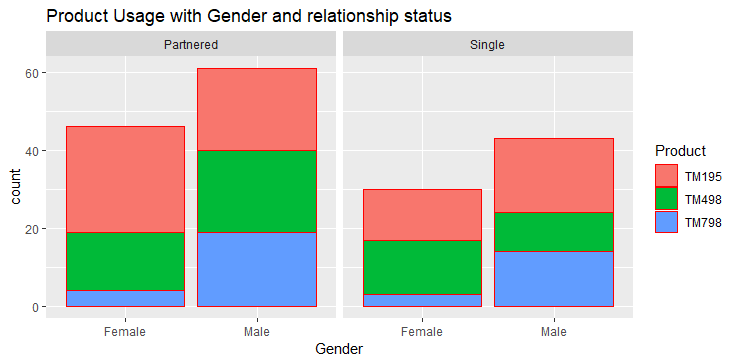 Product Usage with Gender and relationship status
Partnered
Single
60
40
20
0
count
Female
Male
Female
Male
Gender
Product
TM195
TM498
TM798